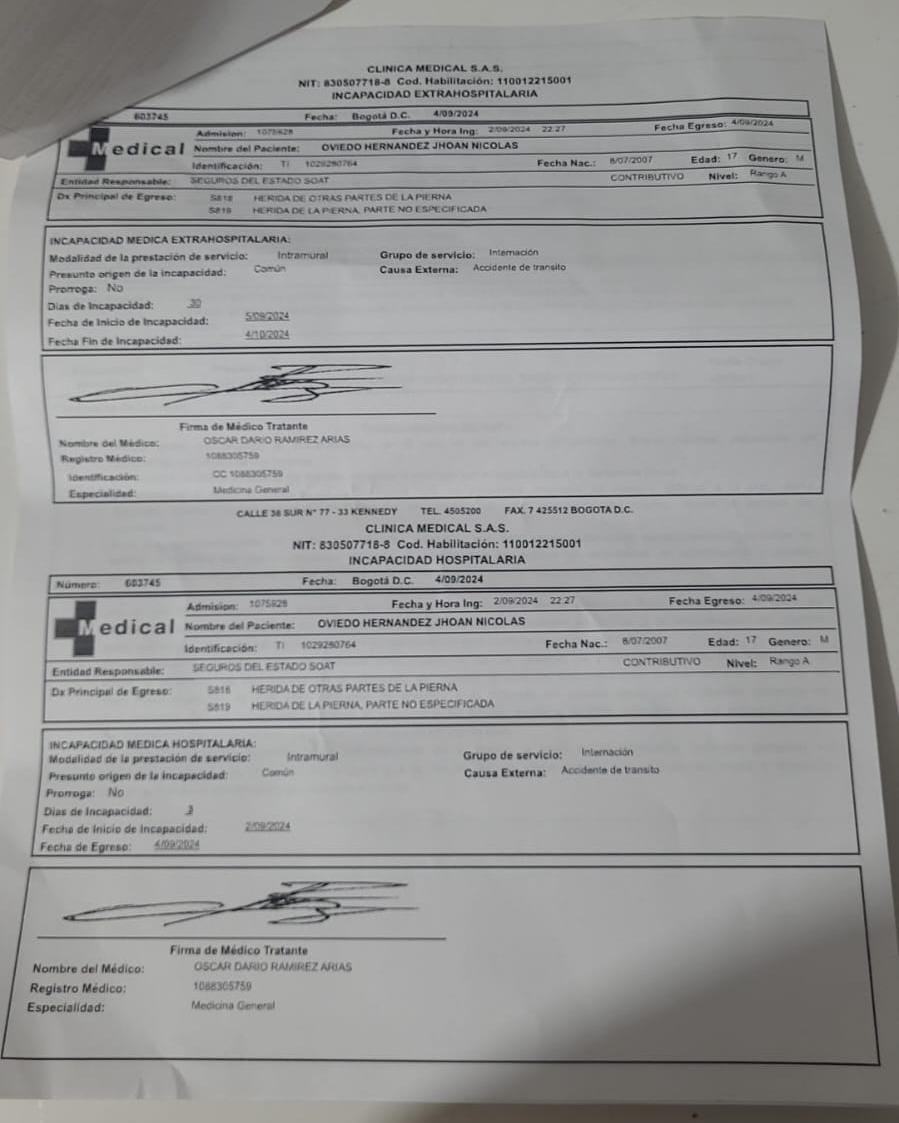 CLINICA MEDICAL S.A.S.
NIT: 830507718-8 Cod. Habilitación: 110012215001
INCAPACIDAD EXTRAHOSPITALARIA
603745 Fecha: Bogotá D.C. 4/09/2024
Admision: 1075928 Fecha y Hora Ing: 2/09/2024 22:27 Fecha Egreso: 4/09/2024
Medical Nombre del Paciente: OVIEDO HERNANDEZ JHOAN NICOLAS
Identificación: TI 1029280764 Fecha Nac.: 8/07/2007 Edad: 17 Genero: M
Entidad Responsable: SEGUROS DEL ESTADO SOAT CONTRIBUTIVO Nivel: Rango A
Dx Principal de Egreso: S818 HERIDA DE OTRAS PARTES DE LA PIERNA
S819 HERIDA DE LA PIERNA, PARTE NO ESPECIFICADA
INCAPACIDAD MEDICA EXTRAHOSPITALARIA:
Modalidad de la prestación de servicio: Intramural Grupo de servicio: Internación
Presunto origen de la incapacidad: Común Causa Externa: Accidente de transito
Prorroga: No
Dias de Incapacidad: 30
Fecha de Inicio de Incapacidad: 5/09/2024
Fecha Fin de Incapacidad: 4/10/2024
Firma de Médico Tratante
Nombre del Médico: OSCAR DARIO RAMIREZ ARIAS
Registro Médico: 1088305759
Identificación: CC 1088305759
Especialidad: Medicina General
CALLE 36 SUR N° 77 - 33 KENNEDY TEL. 4505200 FAX. 7 425512 BOGOTA D.C.
CLINICA MEDICAL S.A.S.
NIT: 830507718-8 Cod. Habilitación: 110012215001
INCAPACIDAD HOSPITALARIA
Número: 603745 Fecha: Bogotá D.C. 4/09/2024
Admision: 1075928 Fecha y Hora Ing: 2/09/2024 22:27 Fecha Egreso: 4/09/2024
Medical Nombre del Paciente: OVIEDO HERNANDEZ JHOAN NICOLAS
Identificación: TI 1029280764 Fecha Nac.: 8/07/2007 Edad: 17 Genero: M
Entidad Responsable: SEGUROS DEL ESTADO SOAT CONTRIBUTIVO Nivel: Rango A
Dx Principal de Egreso: S818 HERIDA DE OTRAS PARTES DE LA PIERNA
S819 HERIDA DE LA PIERNA, PARTE NO ESPECIFICADA
INCAPACIDAD MEDICA HOSPITALARIA:
Modalidad de la prestación de servicio: Intramural Grupo de servicio: Internación
Presunto origen de la incapacidad: Común Causa Externa: Accidente de transito
Prorroga: No
Dias de Incapacidad: 3
Fecha de Inicio de Incapacidad: 2/09/2024
Fecha de Egreso: 4/09/2024
Firma de Médico Tratante
Nombre del Médico: OSCAR DARIO RAMIREZ ARIAS
Registro Médico: 1088305759
Especialidad: Medicina General